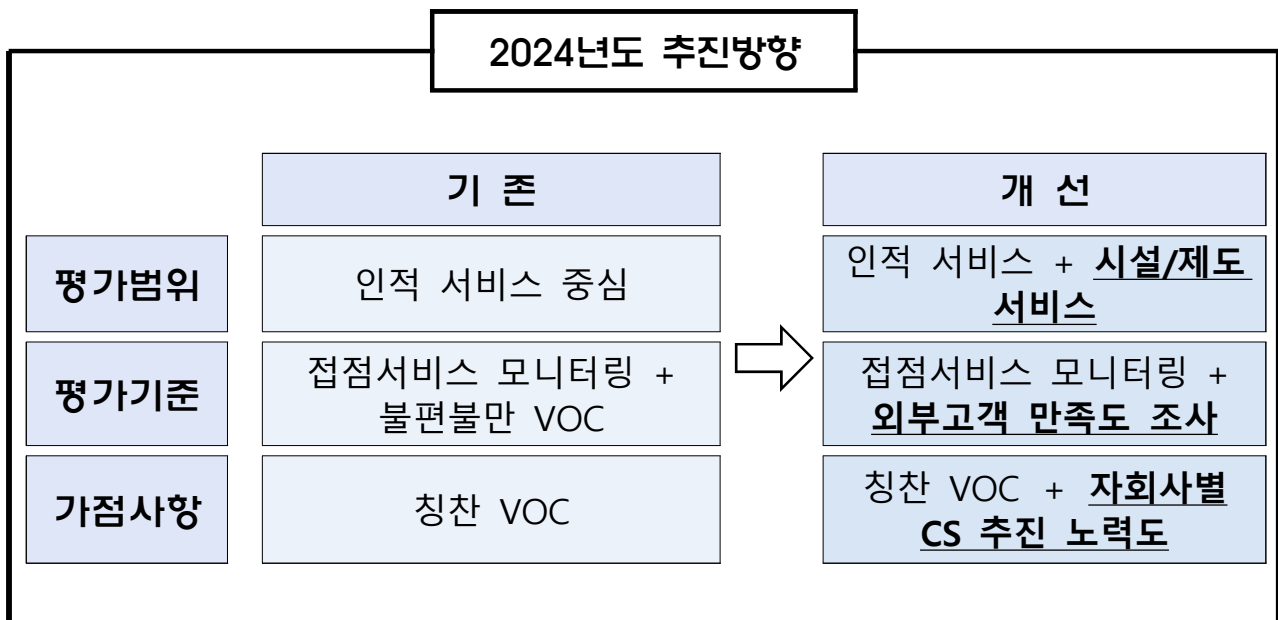 2024년도 추진방향
기 존
개 선
평가범위
인적 서비스 중심
인적 서비스 + 시설/제도
서비스
평가기준
접점서비스 모니터링 +
불편불만 VOC
접점서비스 모니터링 +
외부고객 만족도 조사
가점사항
칭찬 VOC
칭찬 VOC + 자회사별
CS 추진 노력도